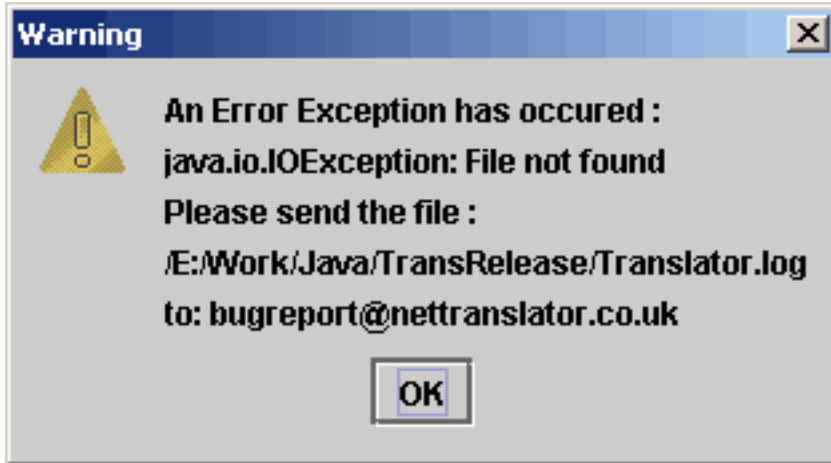 Warning
An Error Exception has occured :
java.io.IOException: File not found
Please send the file :
/E:/Work/Java/TransRelease/Translator.log
to: bugreport@nettranslator.co.uk
OK